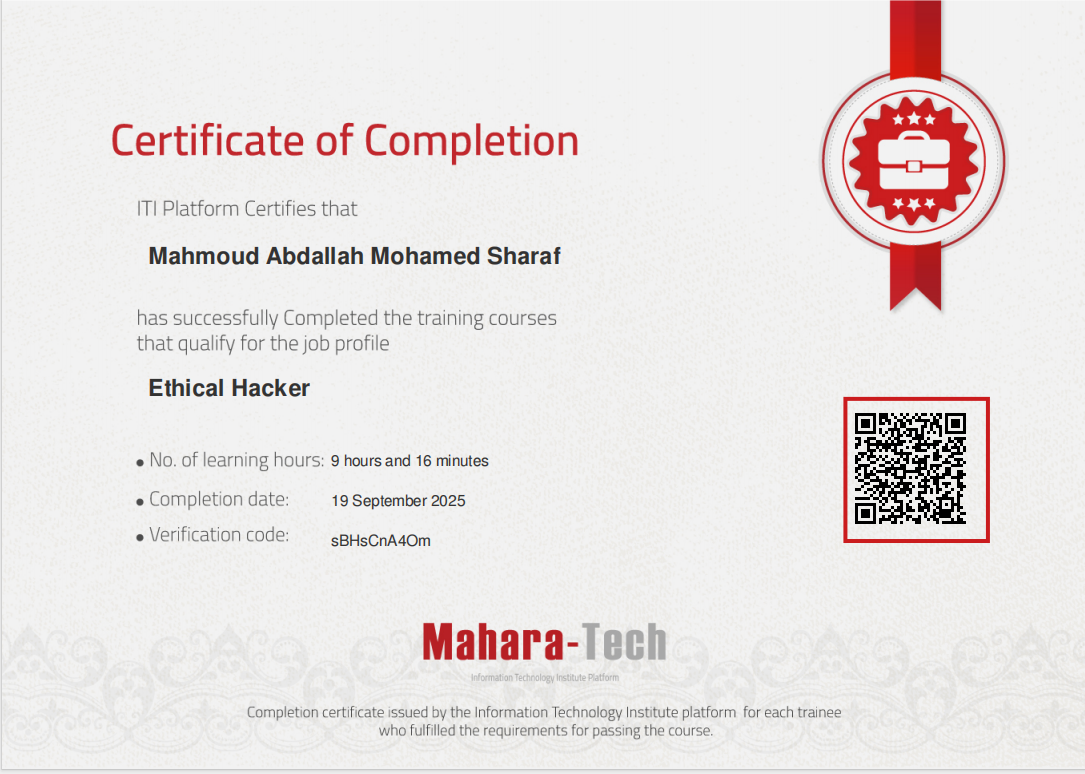 Certificate of Completion
ITI Platform Certifies that
Mahmoud Abdallah Mohamed Sharaf
has successfully Completed the training courses
that qualify for the job profile
Ethical Hacker
No. of learning hours: 9 hours and 16 minutes
Completion date: 19 September 2025
Verification code: sBHsCnA4Om
Mahara-Tech
Information Technology Institute Platform
Completion certificate issued by the Information Technology Institute platform for each trainee
who fulfilled the requirements for passing the course.